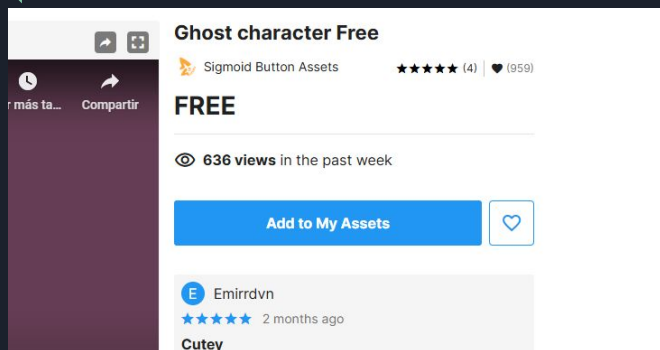 Ghost character Free
Sigmoid Button Assets (4) (959)
r más ta... Compartir
FREE
636 views in the past week
Add to My Assets
E Emirrdvn
2 months ago
Cutey